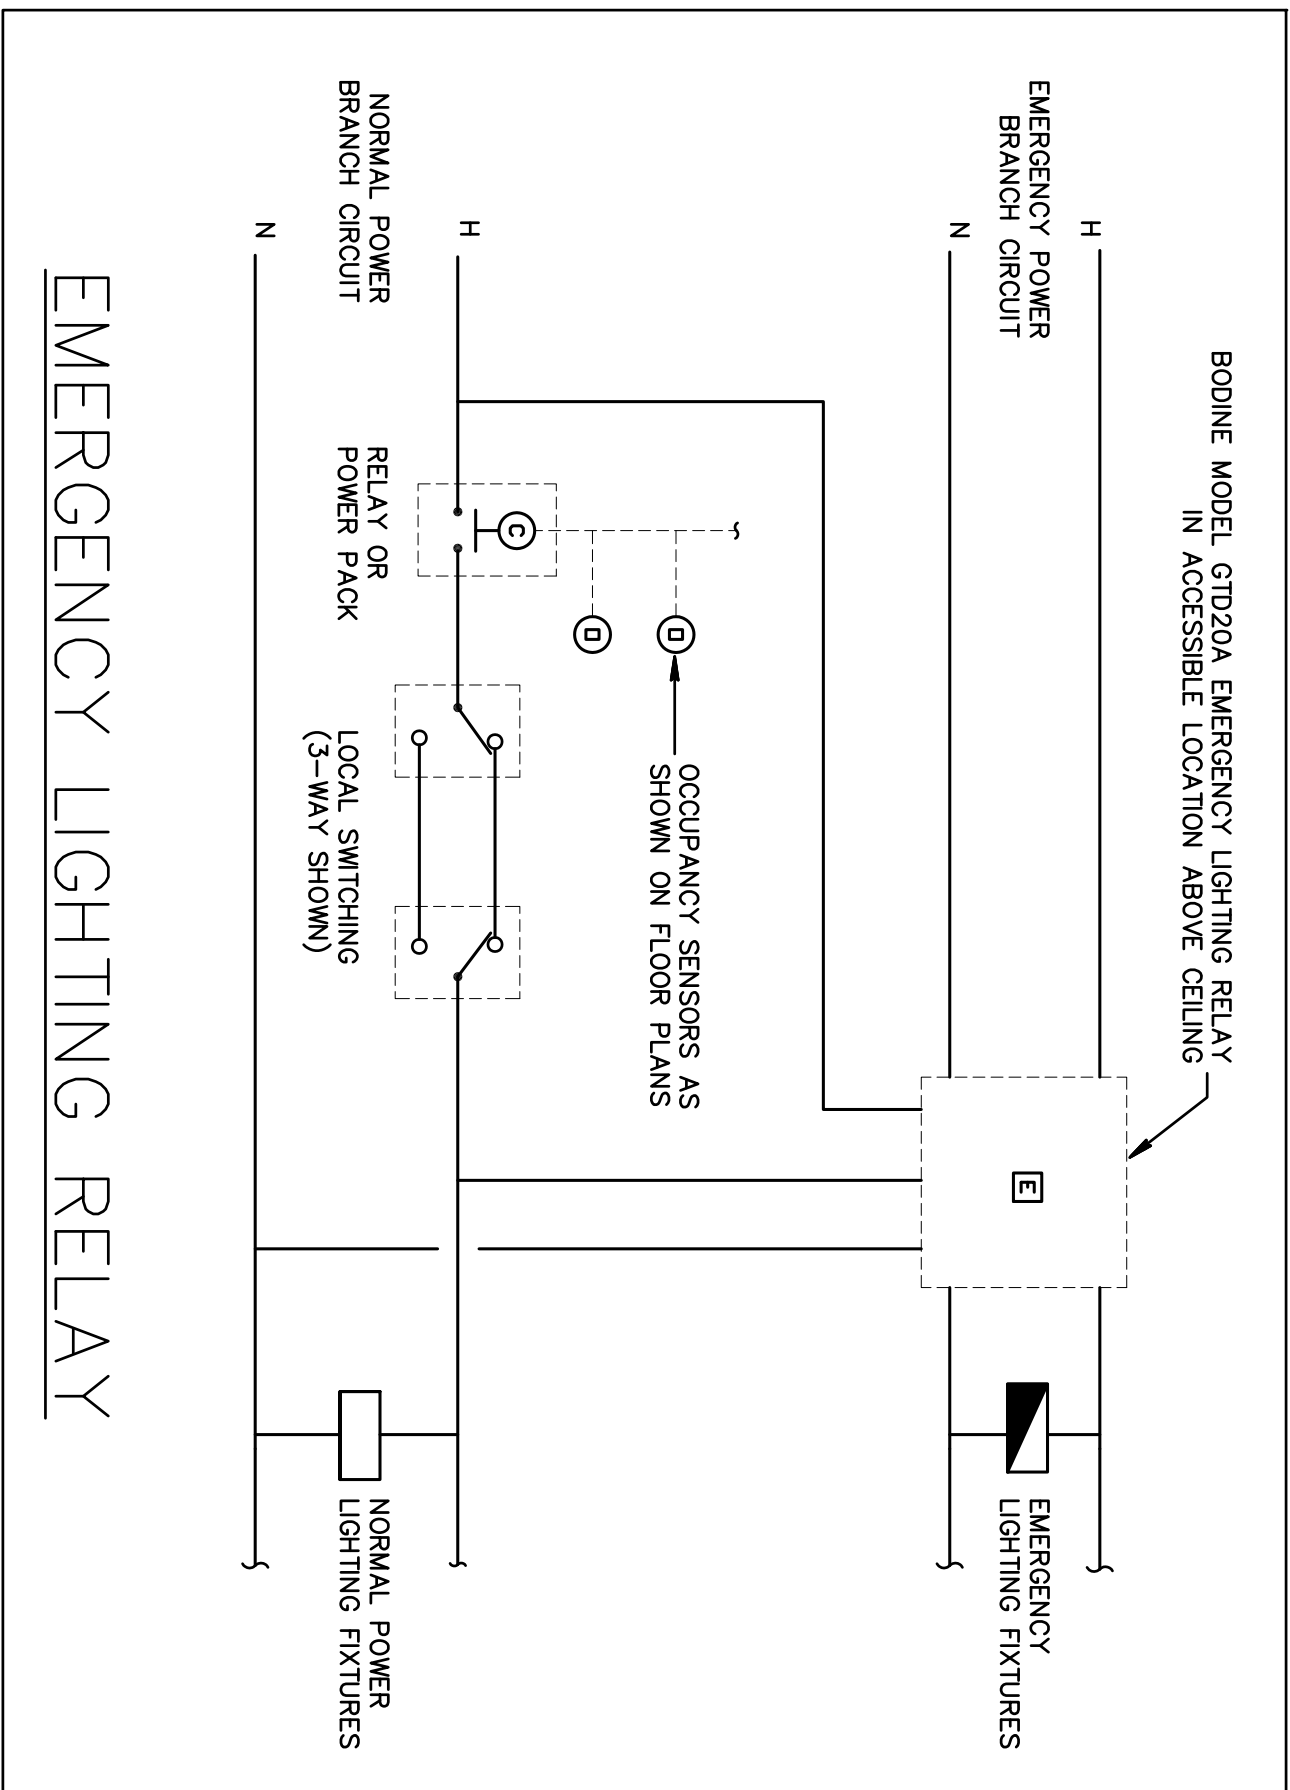 BODINE MODEL GTD20A EMERGENCY LIGHTING RELAY
IN ACCESSIBLE LOCATION ABOVE CEILING
H
EMERGENCY POWER
BRANCH CIRCUIT
N
E
EMERGENCY
LIGHTING FIXTURES
OCCUPANCY SENSORS AS
SHOWN ON FLOOR PLANS
O
O
C
H
NORMAL POWER
BRANCH CIRCUIT
RELAY OR
POWER PACK
LOCAL SWITCHING
(3-WAY SHOWN)
NORMAL POWER
LIGHTING FIXTURES
N
EMERGENCY LIGHTING RELAY